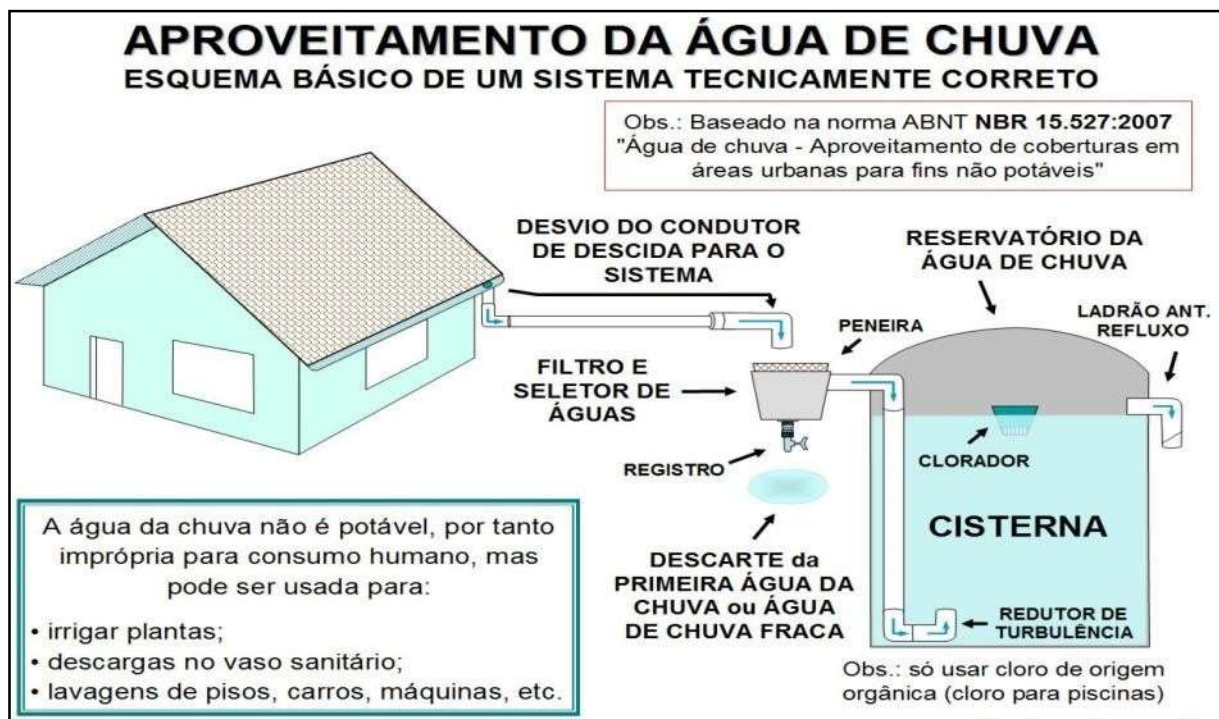 APROVEITAMENTO DA ÁGUA DE CHUVA
ESQUEMA BÁSICO DE UM SISTEMA TECNICAMENTE CORRETO
Obs.: Baseado na norma ABNT NBR 15.527:2007
"Água de chuva - Aproveitamento de coberturas em
áreas urbanas para fins não potáveis"
DESVIO DO CONDUTOR
DE DESCIDA PARA O
SISTEMA
RESERVATÓRIO DA
ÁGUA DE CHUVA
PENEIRA
LADRÃO ANT.
REFLUXO
FILTRO E
SELETOR DE
ÁGUAS
REGISTRO
CLORADOR
CISTERNA
DESCARTE da
PRIMEIRA ÁGUA DA
CHUVA ou ÁGUA
DE CHUVA FRACA
REDUTOR DE
TURBULÊNCIA
Obs.: só usar cloro de origem
orgânica (cloro para piscinas)
A água da chuva não é potável, por tanto
imprópria para consumo humano, mas
pode ser usada para:
• irrigar plantas;
• descargas no vaso sanitário;
• lavagens de pisos, carros, máquinas, etc.